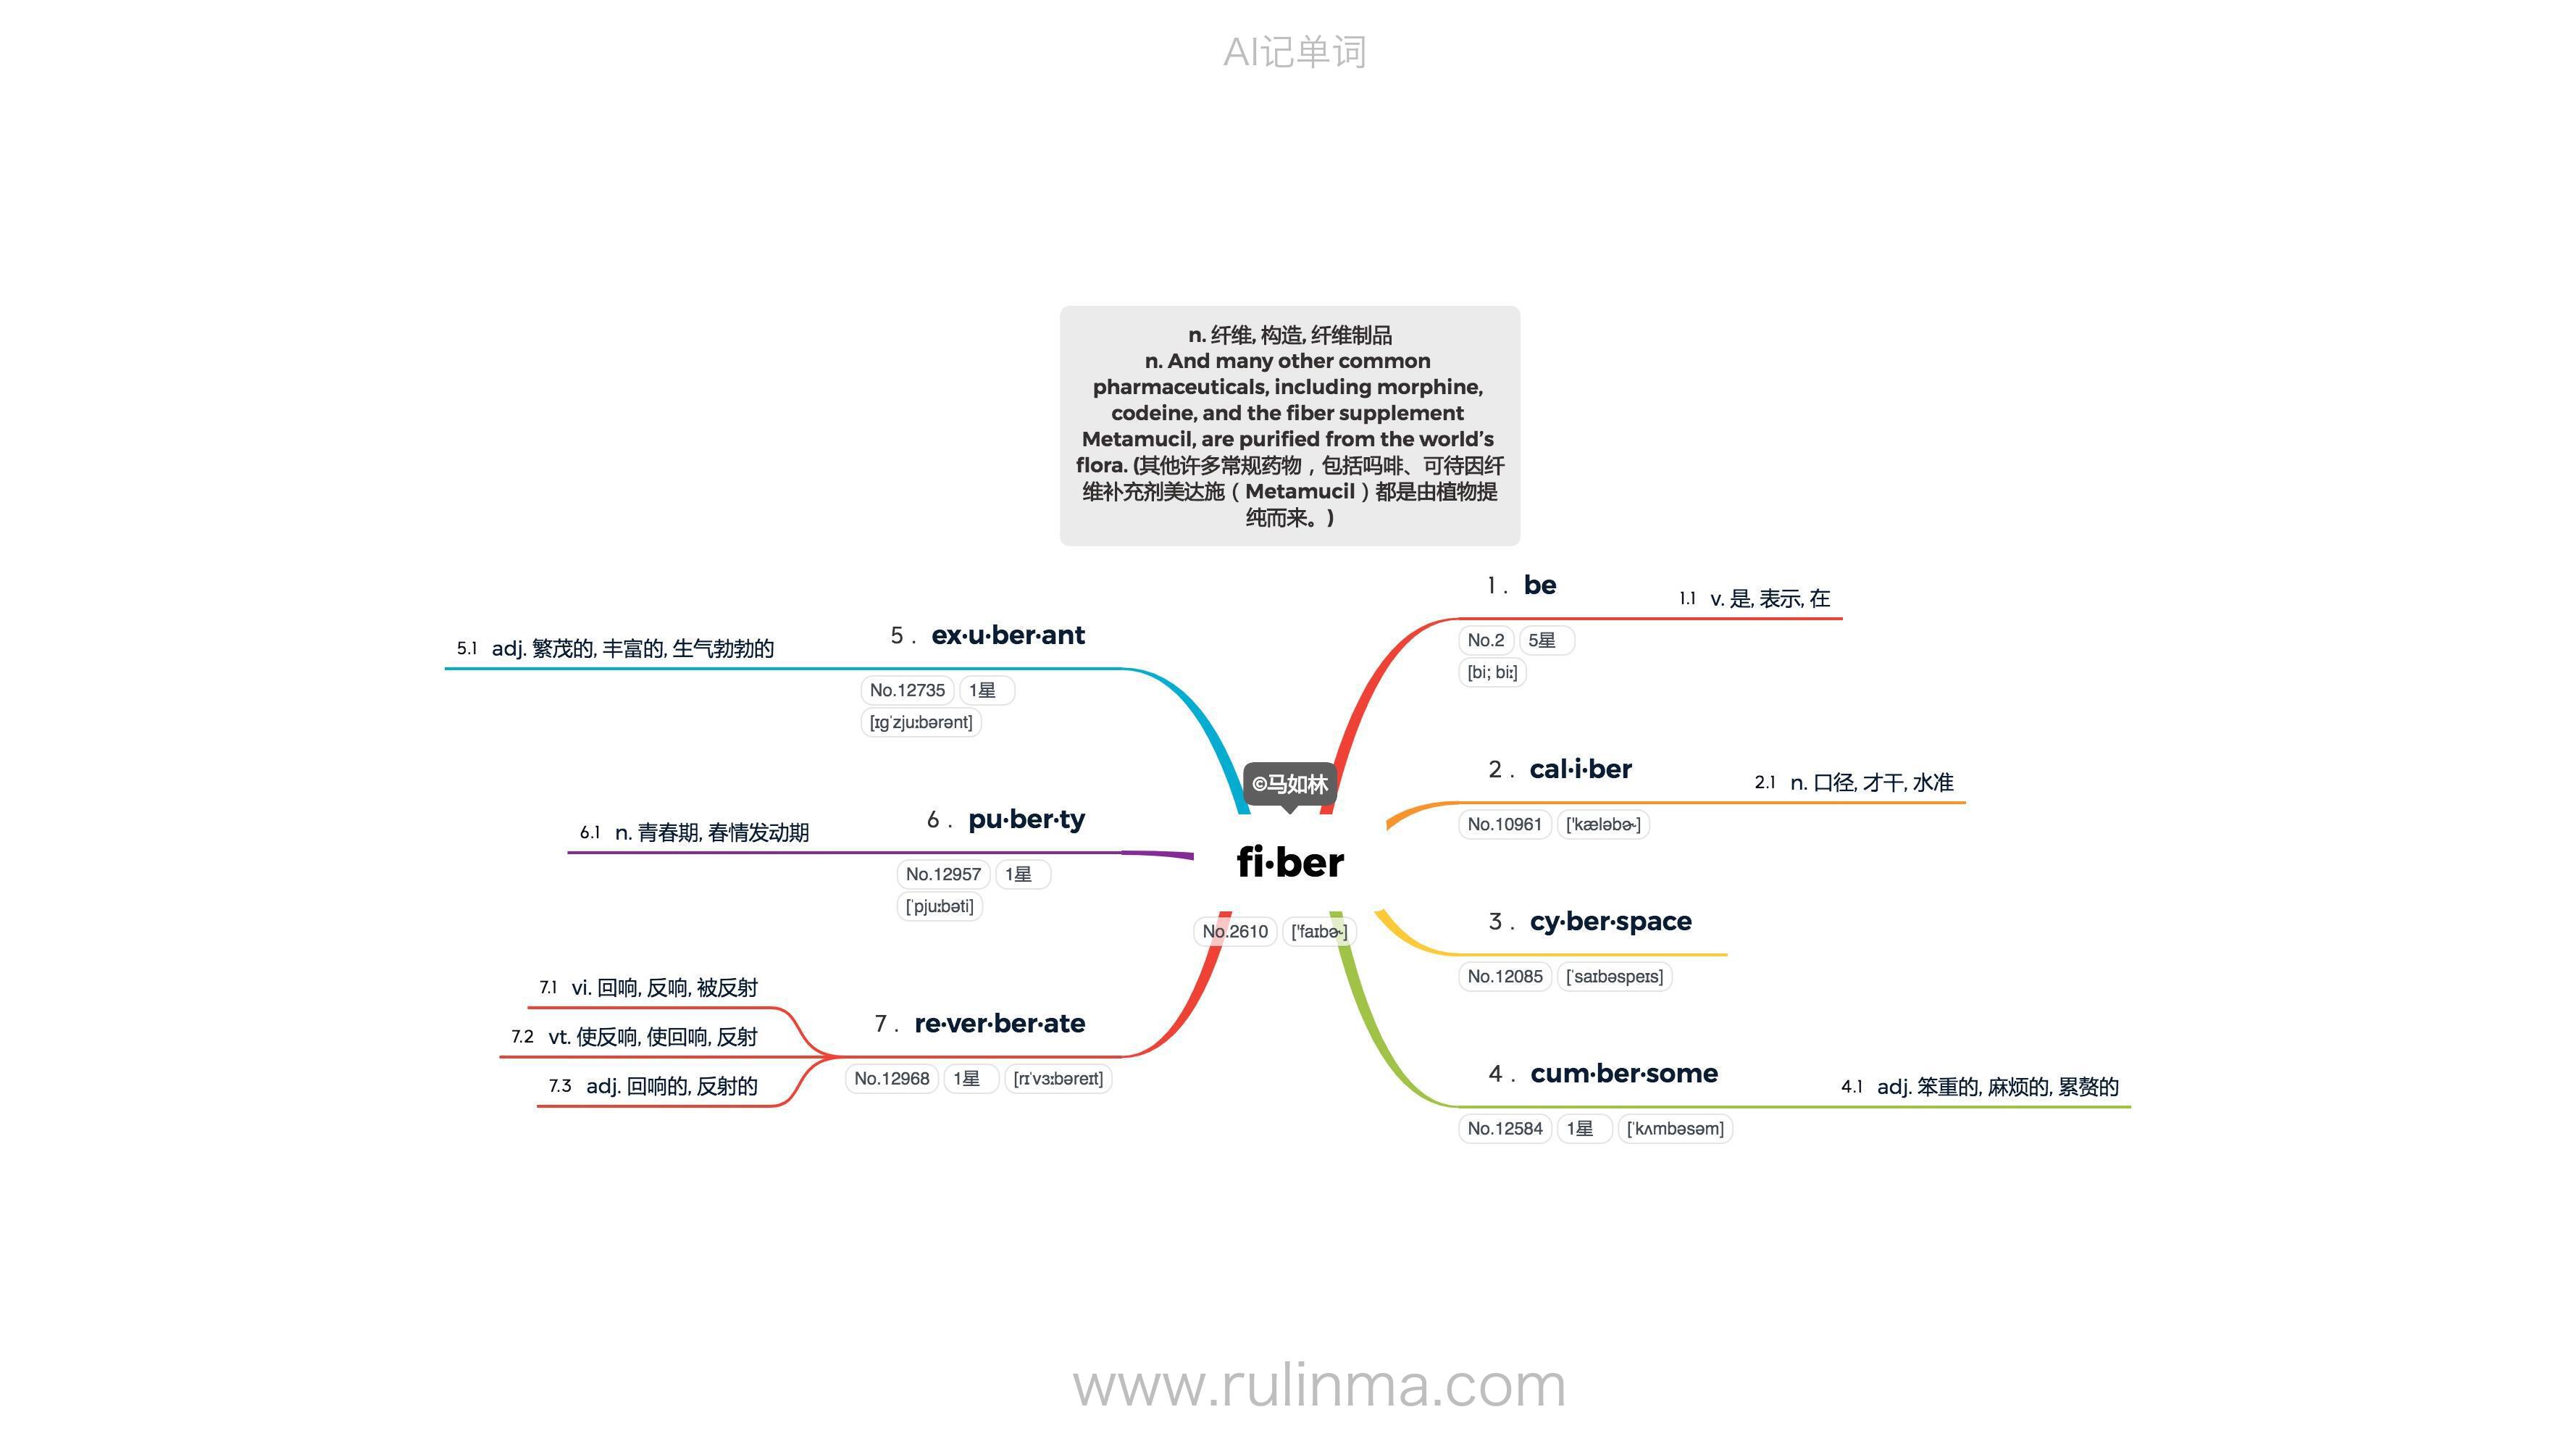 AI记单词
n. 纤维, 构造, 纤维制品
n. And many other common
pharmaceuticals, including morphine,
codeine, and the fiber supplement
Metamucil, are purified from the world’s
flora. (其他许多常规药物，包括吗啡、可待因纤
维补充剂美达施（Metamucil）都是由植物提
纯而来。)
©马如林
fi·ber
No.2610 ['faɪbɚ]
1. be
1.1 v. 是, 表示, 在
No.2 5星
[bi; biː]
2. cal·i·ber
2.1 n. 口径, 才干, 水准
No.10961 ['kæləbɚ]
3. cy·ber·space
No.12085 [ˈsaɪbəspeɪs]
4. cum·ber·some
4.1 adj. 笨重的, 麻烦的, 累赘的
No.12584 1星 [ˈkʌmbəsəm]
5. ex·u·ber·ant
5.1 adj. 繁茂的, 丰富的, 生气勃勃的
No.12735 1星
[ɪgˈzjuːbərənt]
6. pu·ber·ty
6.1 n. 青春期, 春情发动期
No.12957 1星
[ˈpjuːbəti]
7. re·ver·ber·ate
7.1 vi. 回响, 反响, 被反射
7.2 vt. 使反响, 使回响, 反射
7.3 adj. 回响的, 反射的
No.12968 1星 [rɪˈvɜːbəreɪt]
www.rulinma.com